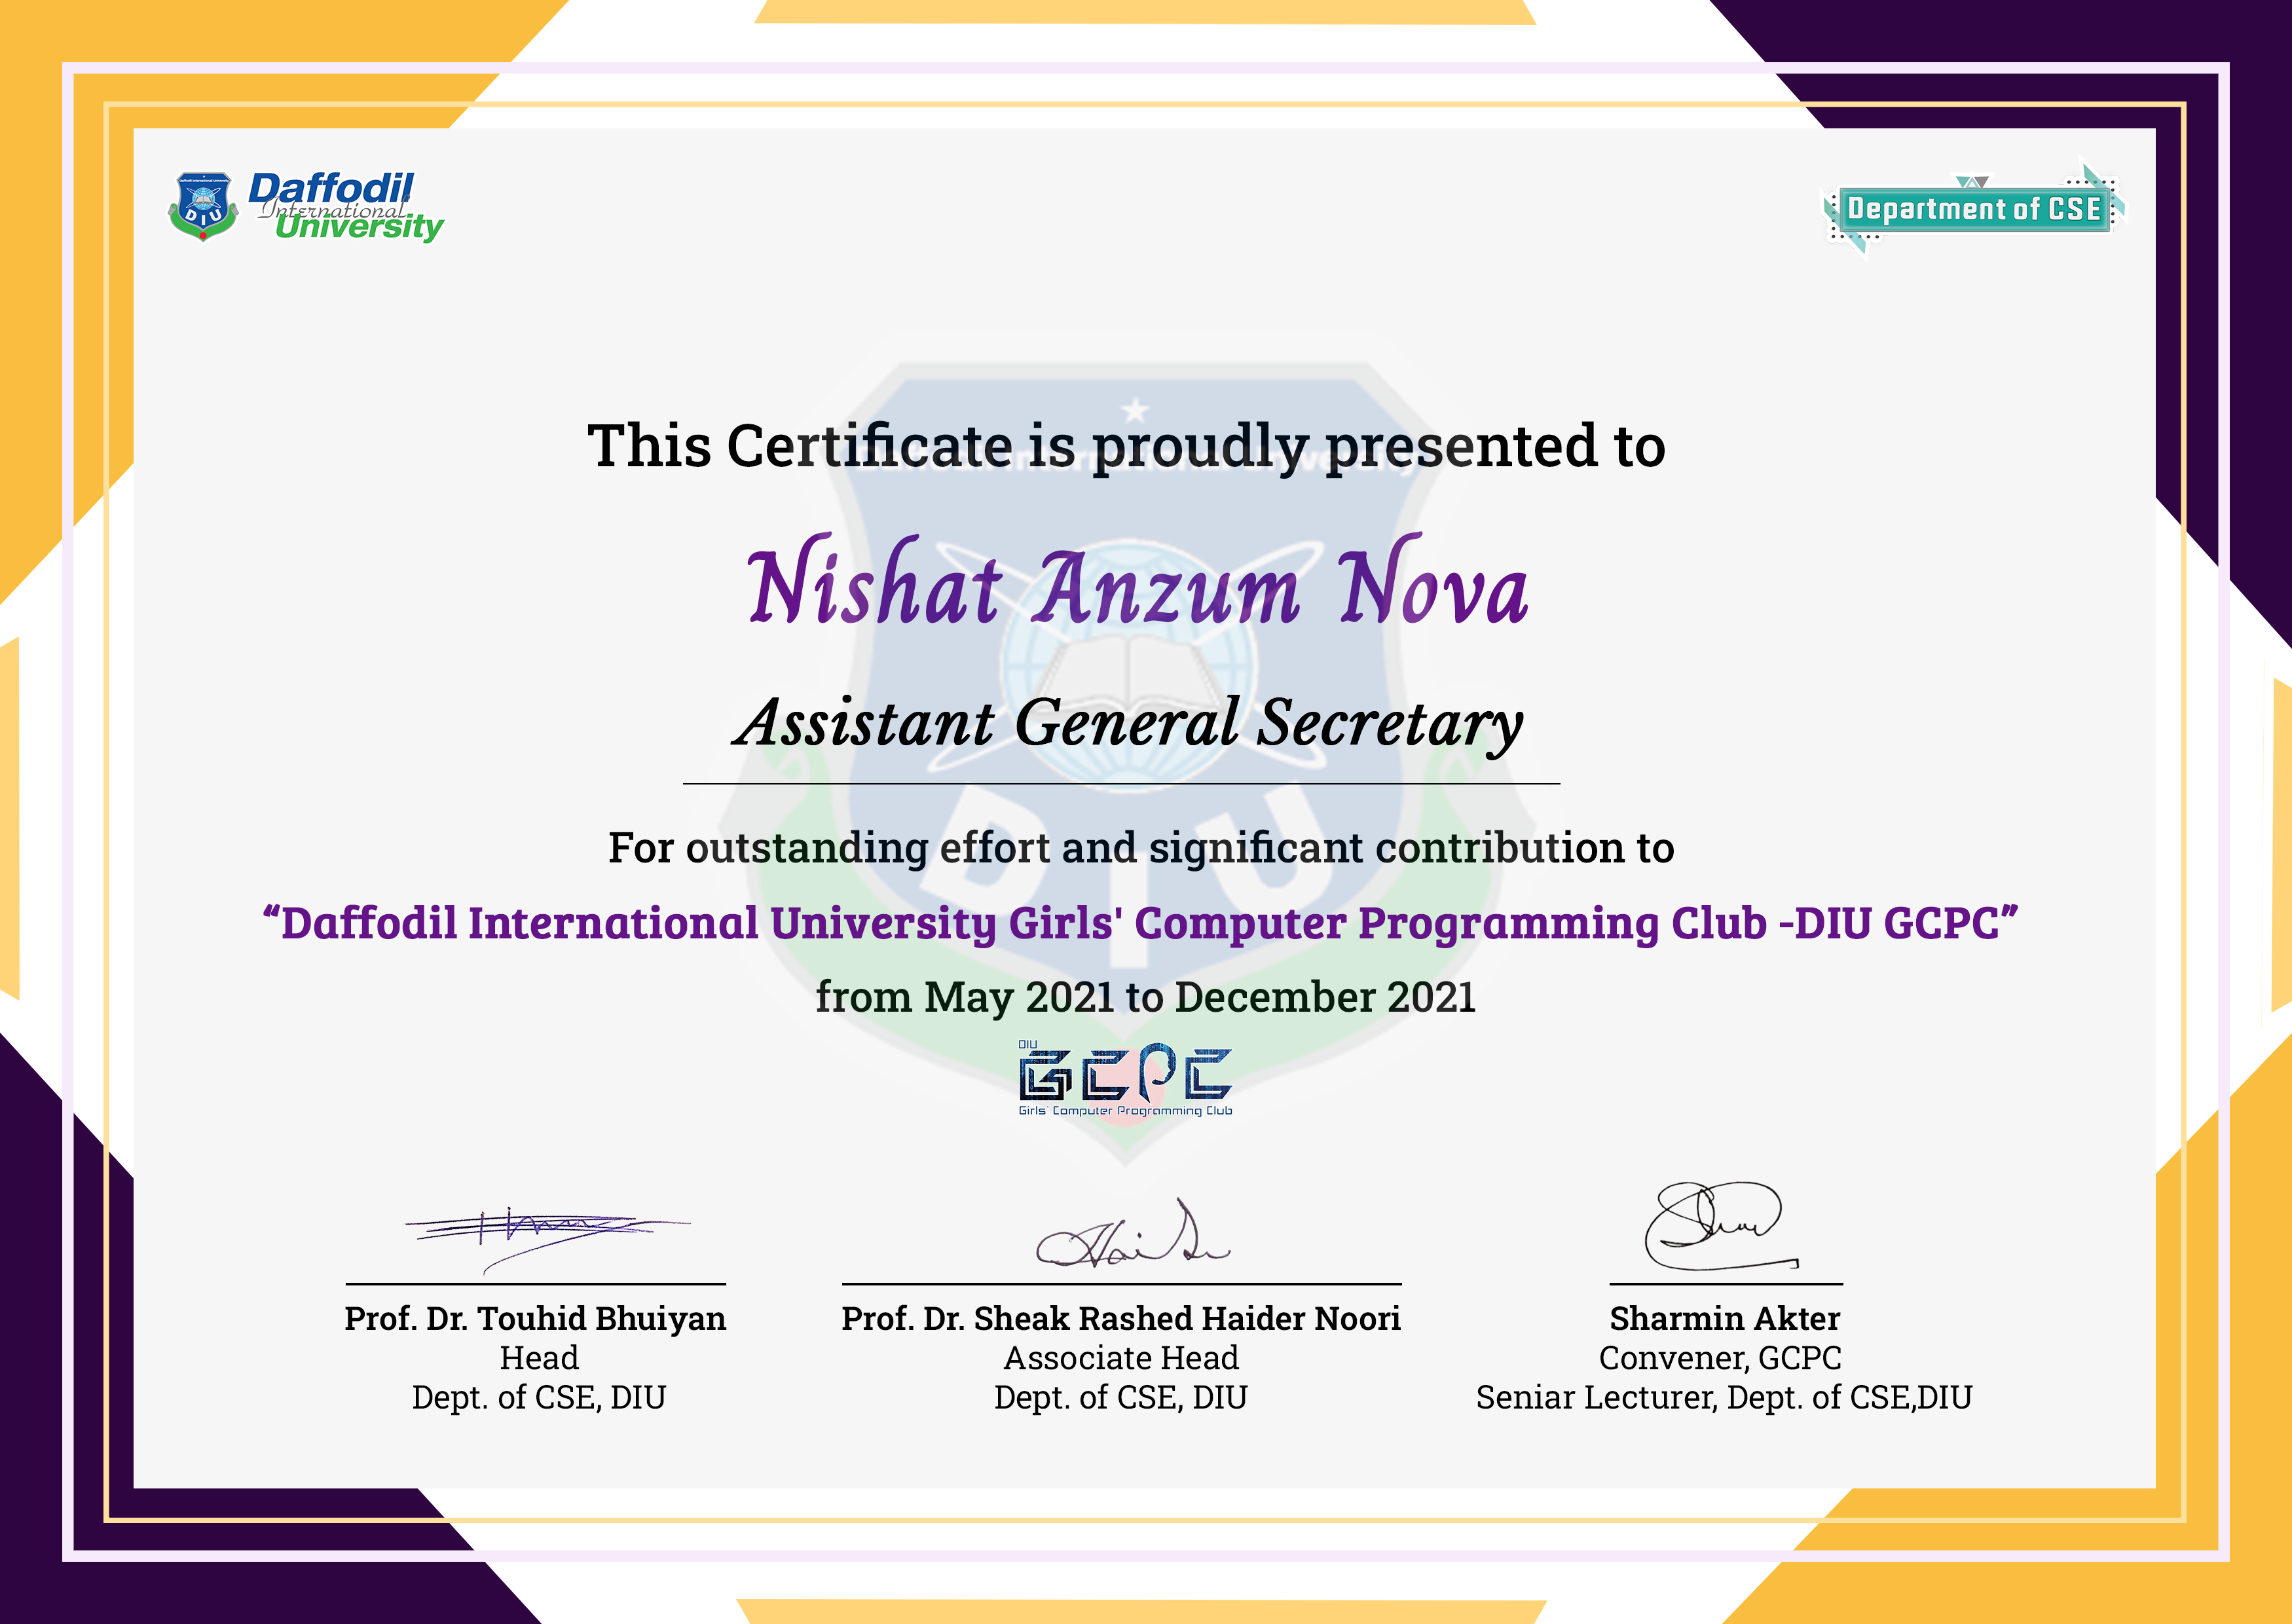 Daffodil
International
University
Department of CSE
This Certificate is proudly presented to
Nishat Anzum Nova
Assistant General Secretary
For outstanding effort and significant contribution to
“Daffodil International University Girls' Computer Programming Club -DIU GCPC”
from May 2021 to December 2021
DIU
GCPC
Girls' Computer Programming Club
Prof. Dr. Touhid Bhuiyan
Head
Dept. of CSE, DIU
Prof. Dr. Sheak Rashed Haider Noori
Associate Head
Dept. of CSE, DIU
Sharmin Akter
Convener, GCPC
Seniar Lecturer, Dept. of CSE,DIU
Daffodil International University
DIU